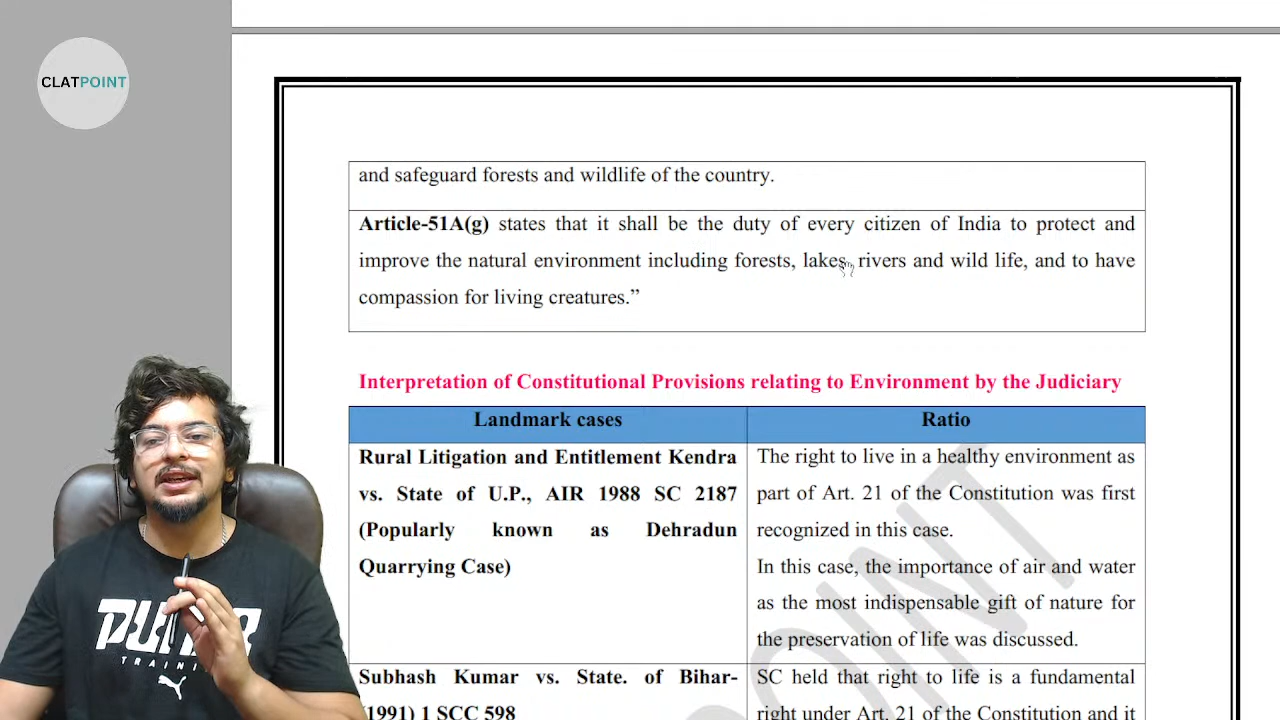 CLATPOINT
and safeguard forests and wildlife of the country.
Article-51A(g) states that it shall be the duty of every citizen of India to protect and
improve the natural environment including forests, lakes, rivers and wild life, and to have
compassion for living creatures.”
Interpretation of Constitutional Provisions relating to Environment by the Judiciary
Landmark cases
Ratio
Rural Litigation and Entitlement Kendra
vs. State of U.P., AIR 1988 SC 2187
(Popularly known as Dehradun
Quarrying Case)
The right to live in a healthy environment as
part of Art. 21 of the Constitution was first
recognized in this case.
In this case, the importance of air and water
as the most indispensable gift of nature for
the preservation of life was discussed.
Subhash Kumar vs. State. of Bihar-
(1991) 1 SCC 598
SC held that right to life is a fundamental
right under Art. 21 of the Constitution and it
TRAINI